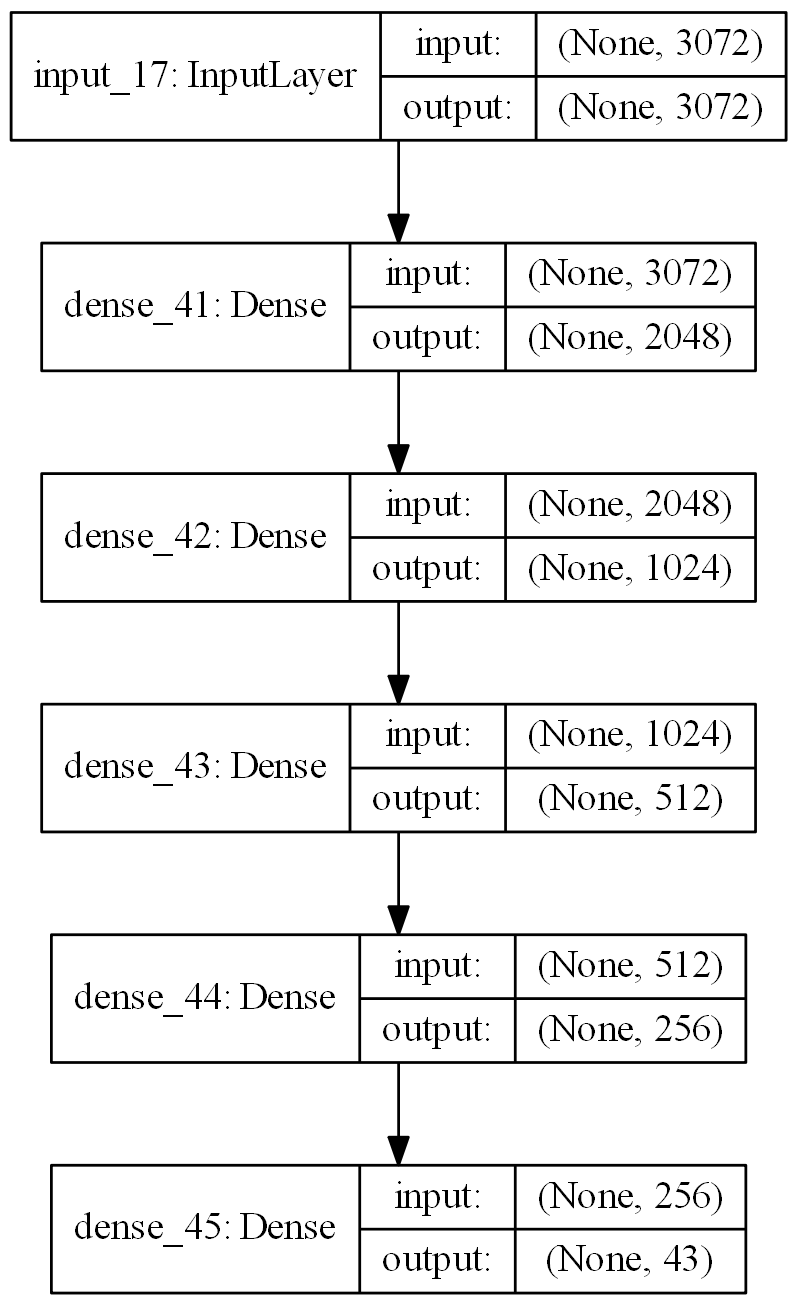 input_17: InputLayer
input: (None, 3072)
output: (None, 3072)
dense_41: Dense
input: (None, 3072)
output: (None, 2048)
dense_42: Dense
input: (None, 2048)
output: (None, 1024)
dense_43: Dense
input: (None, 1024)
output: (None, 512)
dense_44: Dense
input: (None, 512)
output: (None, 256)
dense_45: Dense
input: (None, 256)
output: (None, 43)